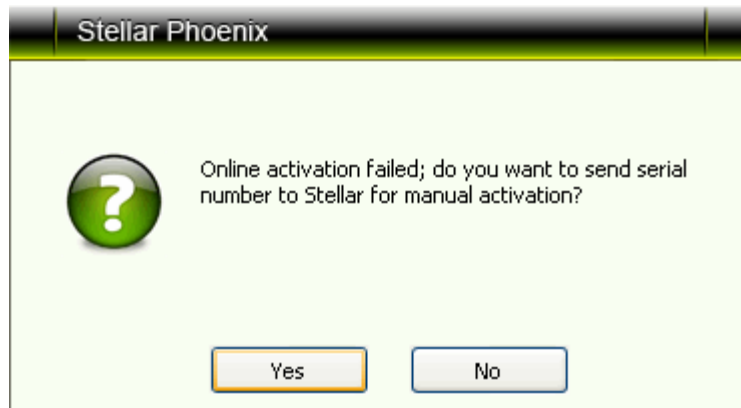 Stellar Phoenix
Online activation failed; do you want to send serial
number to Stellar for manual activation?
Yes
No